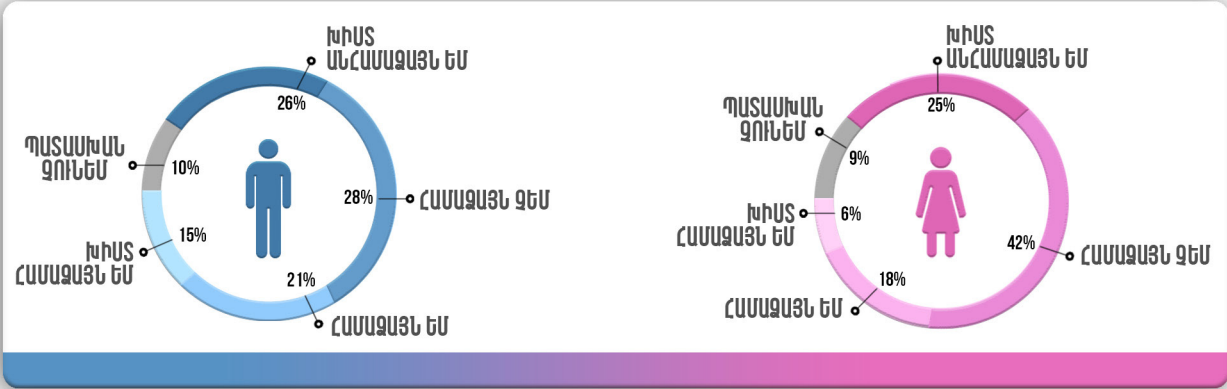 ԽԻՍՏ
ԱՆՀԱՄԱՁԱՅՆ ԵՄ
26%
ՊԱՏԱՍԽԱՆ
ՉՈՒՆԵՄ
10%
28%
ՀԱՄԱՁԱՅՆ ՉԵՄ
15%
ԽԻՍՏ
ՀԱՄԱՁԱՅՆ ԵՄ
21%
ՀԱՄԱՁԱՅՆ ԵՄ
ԽԻՍՏ
ԱՆՀԱՄԱՁԱՅՆ ԵՄ
25%
ՊԱՏԱՍԽԱՆ
ՉՈՒՆԵՄ
9%
ԽԻՍՏ
ՀԱՄԱՁԱՅՆ ԵՄ
6%
42%
ՀԱՄԱՁԱՅՆ ՉԵՄ
18%
ՀԱՄԱՁԱՅՆ ԵՄ